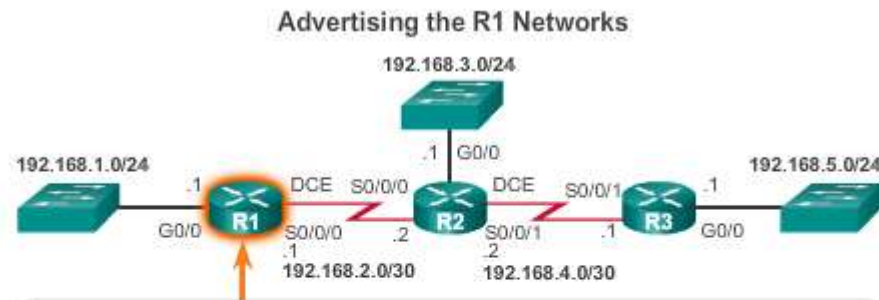 Advertising the R1 Networks
192.168.3.0/24
192.168.1.0/24
192.168.5.0/24
.1 G0/0
.1 DCE S0/0/0
DCE S0/0/1 .1
R1 R2 R3
G0/0 S0/0/0 .2 S0/0/1 .1 G0/0
.1 .2
192.168.2.0/30 192.168.4.0/30